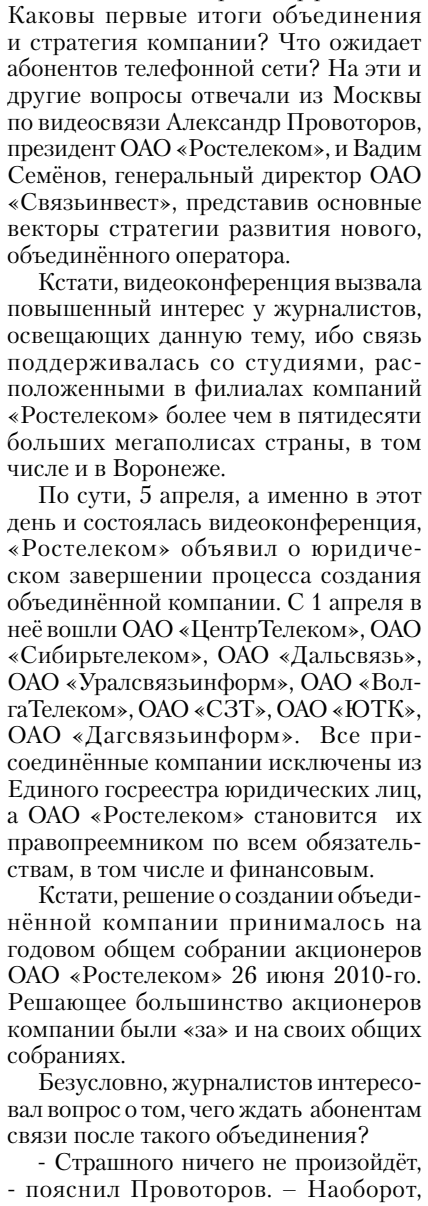 Каковы первые итоги объединения
и стратегия компании? Что ожидает
абонентов телефонной сети? На эти и
другие вопросы отвечали из Москвы
по видеосвязи Александр Провоторов,
президент ОАО «Ростелеком», и Вадим
Семёнов, генеральный директор ОАО
«Связьинвест», представив основные
векторы стратегии развития нового,
объединённого оператора.
Кстати, видеоконференция вызвала
повышенный интерес у журналистов,
освещающих данную тему, ибо связь
поддерживалась со студиями, рас-
положенными в филиалах компаний
«Ростелеком» более чем в пятидесяти
больших мегаполисах страны, в том
числе и в Воронеже.
По сути, 5 апреля, а именно в этот
день и состоялась видеоконференция,
«Ростелеком» объявил о юридиче-
ском завершении процесса создания
объединённой компании. С 1 апреля в
неё вошли ОАО «ЦентрТелеком», ОАО
«Сибирьтелеком», ОАО «Дальсвязь»,
ОАО «Уралсвязьинформ», ОАО «Вол-
гаТелеком», ОАО «СЗТ», ОАО «ЮТК»,
ОАО «Дагсвязьинформ». Все при-
соединённые компании исключены из
Единого госреестра юридических лиц,
а ОАО «Ростелеком» становится их
правопреемником по всем обязатель-
ствам, в том числе и финансовым.
Кстати, решение о создании объеди-
нённой компании принималось на
годовом общем собрании акционеров
ОАО «Ростелеком» 26 июня 2010-го.
Решающее большинство акционеров
компании были «за» и на своих общих
собраниях.
Безусловно, журналистов интересо-
вал вопрос о том, чего ждать абонентам
связи после такого объединения?
- Страшного ничего не произойдёт,
- пояснил Провоторов. – Наоборот,